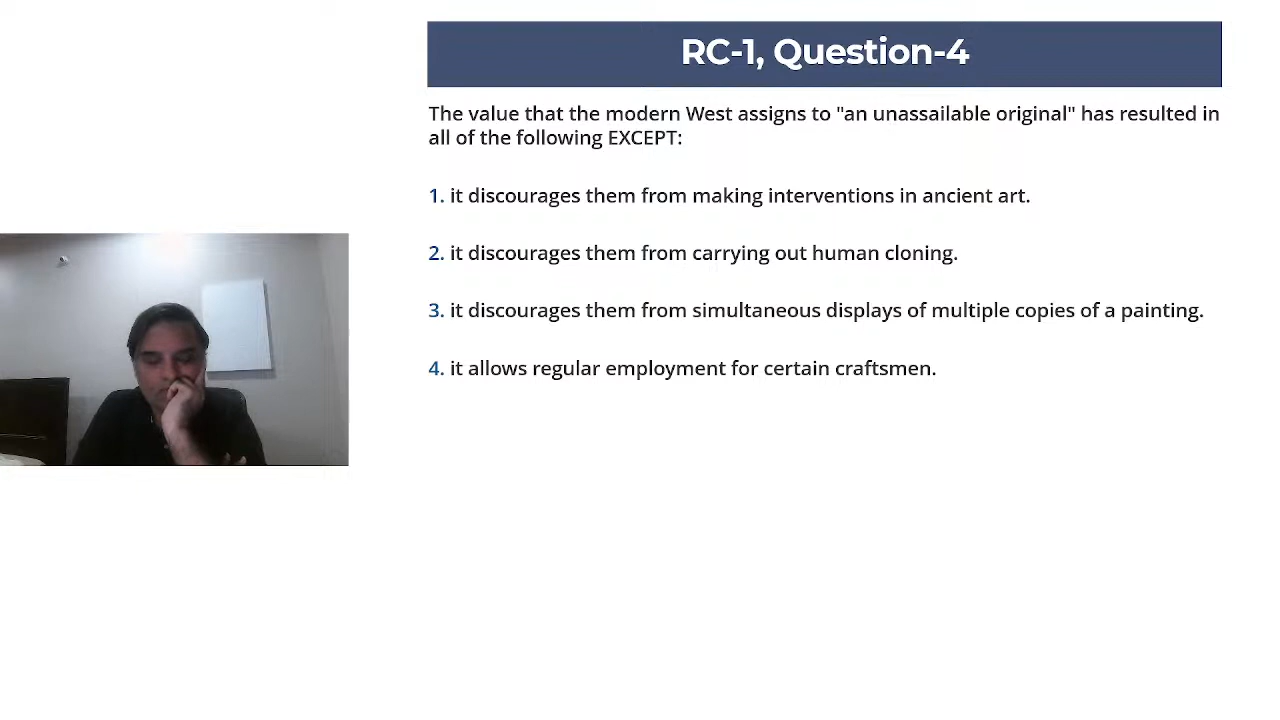 RC-1, Question-4
The value that the modern West assigns to "an unassailable original" has resulted in
all of the following EXCEPT:
1. it discourages them from making interventions in ancient art.
2. it discourages them from carrying out human cloning.
3. it discourages them from simultaneous displays of multiple copies of a painting.
4. it allows regular employment for certain craftsmen.